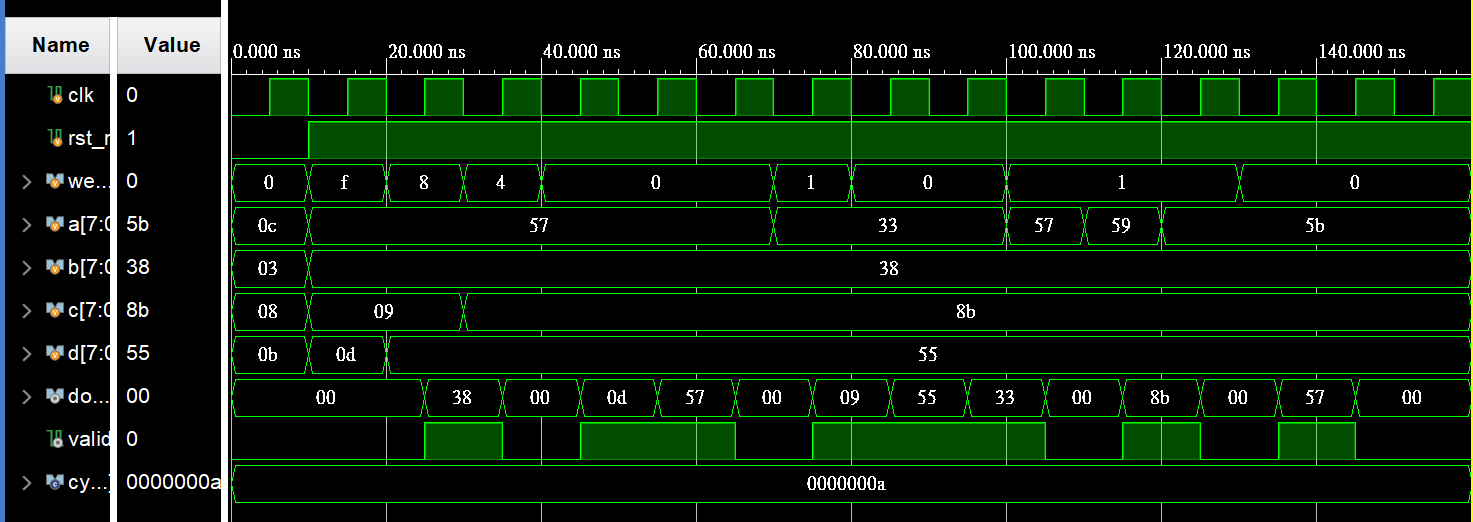 Name Value 0.000 ns 20.000 ns 40.000 ns 60.000 ns 80.000 ns 100.000 ns 120.000 ns 140.000 ns
clk 0
rst_r 1
we... 0 0 f 8 4 0 1 0 1 0
a[7:0 5b 0c 57 33 57 59 5b
b[7:0 38 03 38
c[7:0 8b 08 09 8b
d[7:0 55 0b 0d 55
do... 00 00 38 00 0d 57 00 09 55 33 00 8b 00 57 00
valid 0
cy...] 0000000a 0000000a